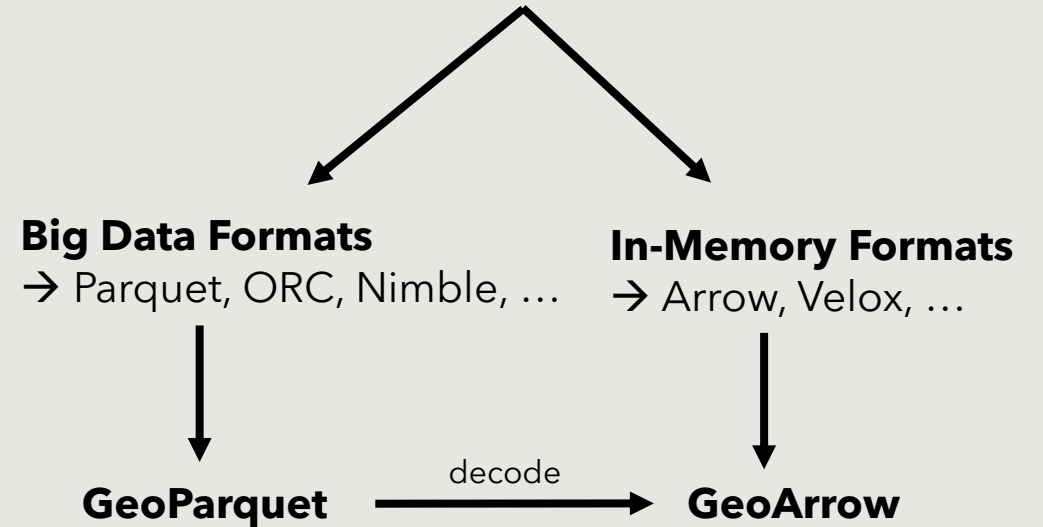 Big Data Formats
→ Parquet, ORC, Nimble, …
In-Memory Formats
→ Arrow, Velox, …
decode
GeoParquet
GeoArrow